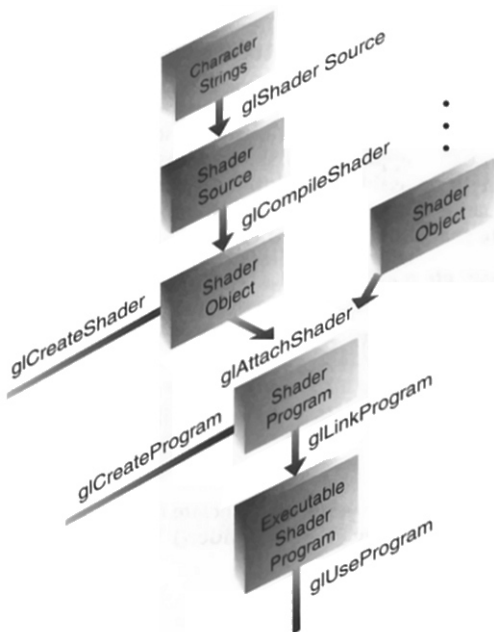 Character
Strings
glShader Source
Shader
Source
glCompileShader
Shader
Object
Shader
Object
glCreateShader
glAttachShader
Shader
Program
glCreateProgram
glLinkProgram
Executable
Shader
Program
glUseProgram